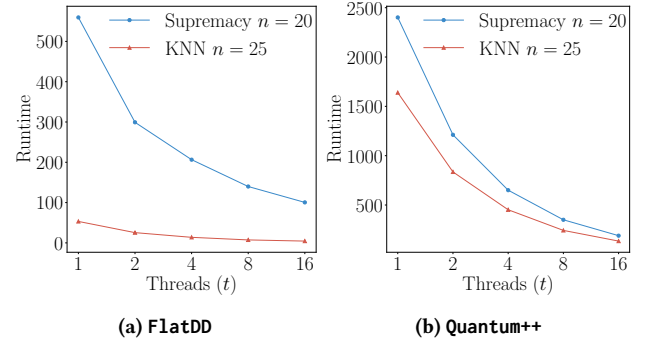 Supremacy n = 20
KNN n = 25
500
400
300
200
100
0
Runtime
1 2 4 8 16
Threads (t)
(a) FlatDD
Supremacy n = 20
KNN n = 25
2500
2000
1500
1000
500
Runtime
1 2 4 8 16
Threads (t)
(b) Quantum++